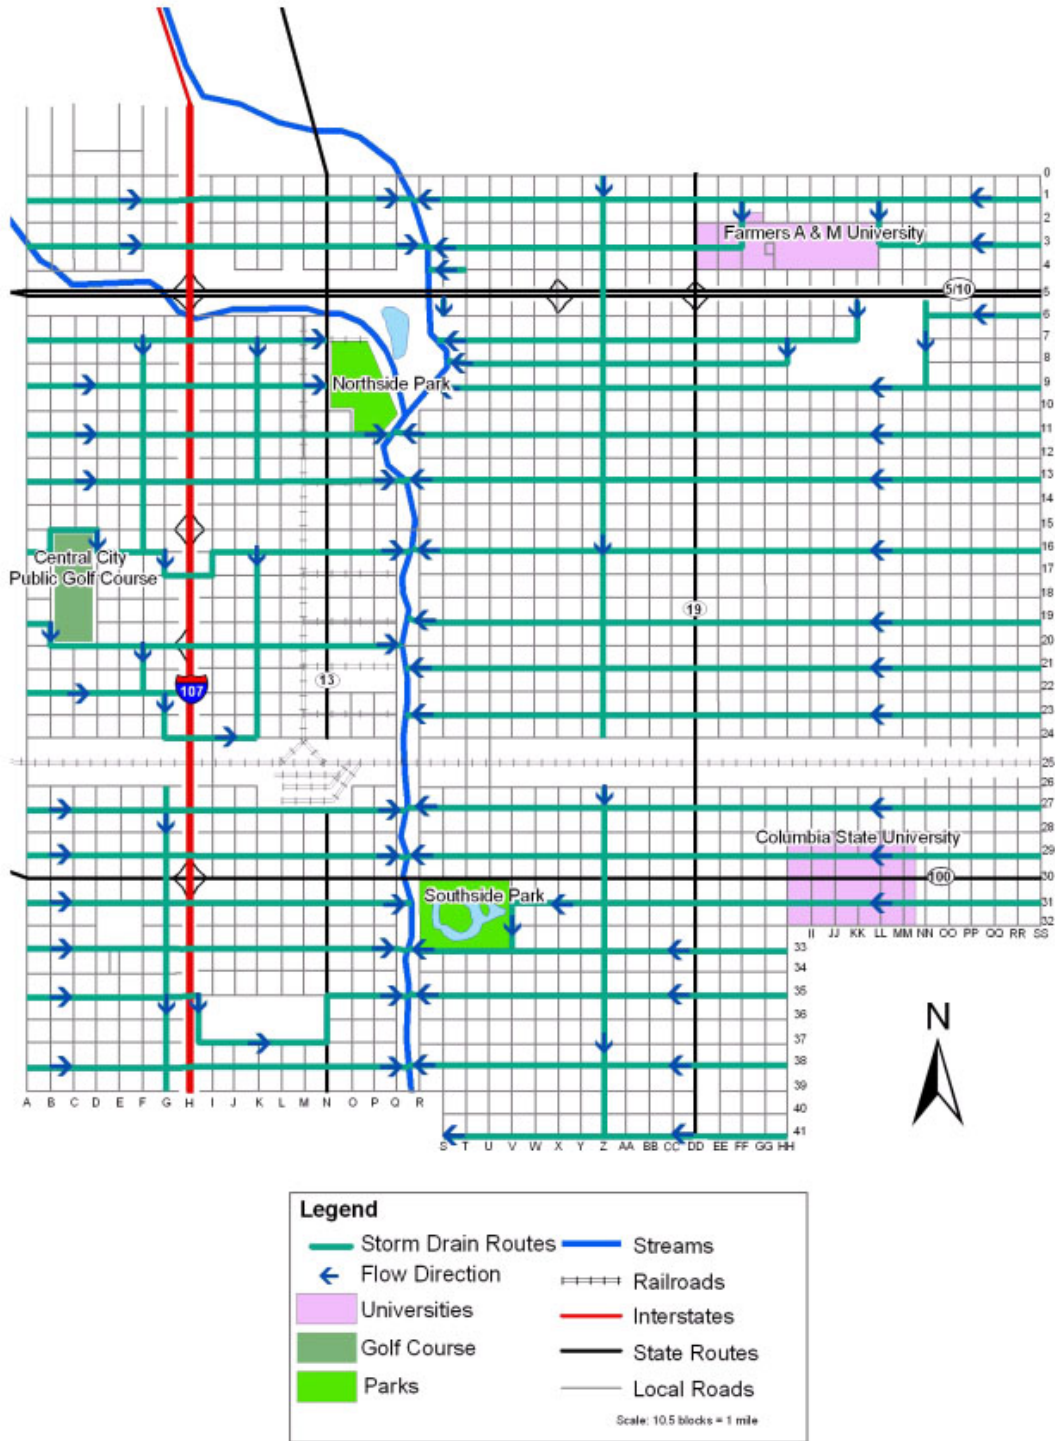 0
1
2
Farmers A & M University
3
4
5/10
5
6
7
8
Northside Park
9
10
11
12
13
14
15
Central City
Public Golf Course
16
17
18
19
19
20
21
13
107
22
23
24
25
26
27
28
Columbia State University
29
100
30
Southside Park
31
32
II JJ KK LL MM NN OO PP QQ RR SS
33
34
35
36
37
38
39
A B C D E F G H I J K L M N O P Q R
40
41
S T U V W X Y Z AA BB CC DD EE FF GG HH
N
Legend
Storm Drain Routes
Streams
Flow Direction
Railroads
Universities
Interstates
Golf Course
State Routes
Parks
Local Roads
Scale: 10.5 blocks = 1 mile